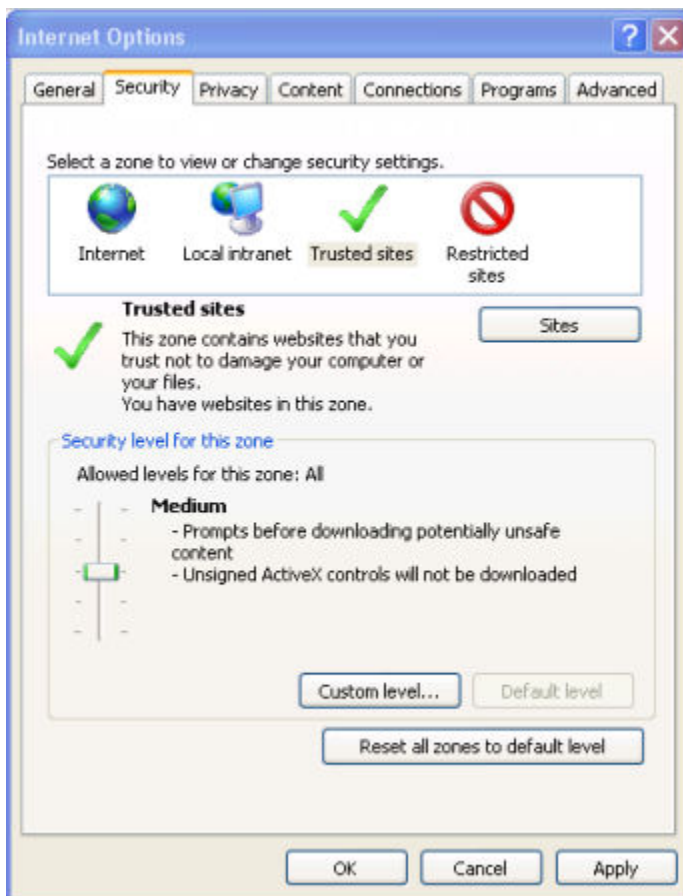 Internet Options
General Security Privacy Content Connections Programs Advanced
Select a zone to view or change security settings.
Internet Local intranet Trusted sites Restricted
sites
Trusted sites
Sites
This zone contains websites that you
trust not to damage your computer or
your files.
You have websites in this zone.
Security level for this zone
Allowed levels for this zone: All
Medium
- Prompts before downloading potentially unsafe
content
- Unsigned ActiveX controls will not be downloaded
Custom level... Default level
Reset all zones to default level
OK Cancel Apply